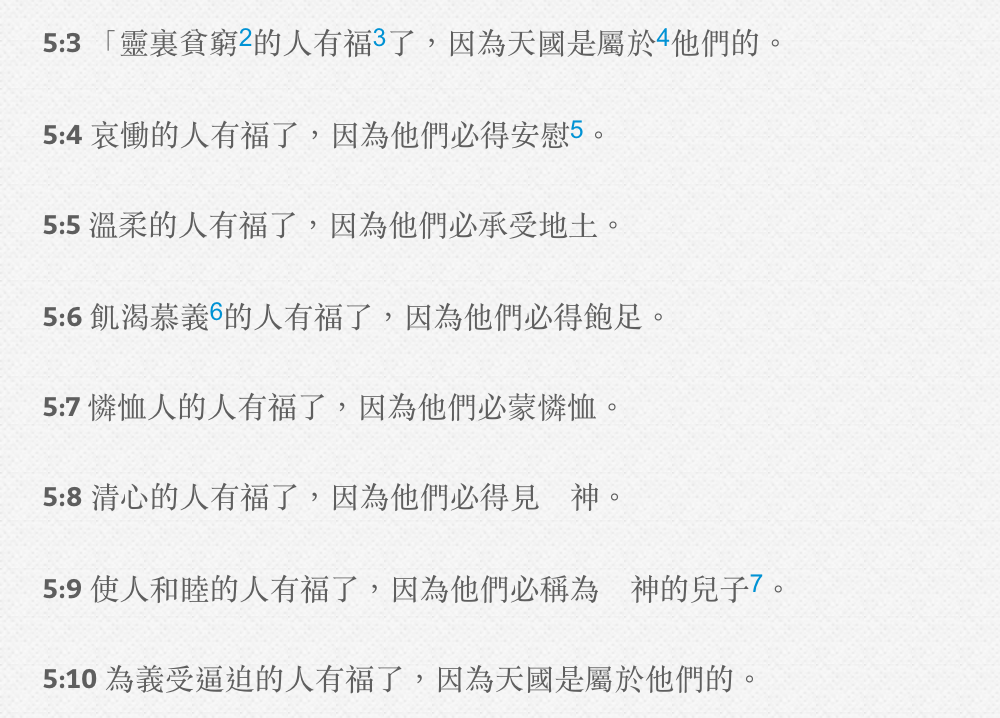 5:3 「靈裏貧窮2的人有福3了，因為天國是屬於4他們的。
5:4 哀慟的人有福了，因為他們必得安慰5。
5:5 溫柔的人有福了，因為他們必承受地土。
5:6 飢渴慕義6的人有福了，因為他們必得飽足。
5:7 憐恤人的人有福了，因為他們必蒙憐恤。
5:8 清心的人有福了，因為他們必得見　神。
5:9 使人和睦的人有福了，因為他們必稱為　神的兒子7。
5:10 為義受逼迫的人有福了，因為天國是屬於他們的。